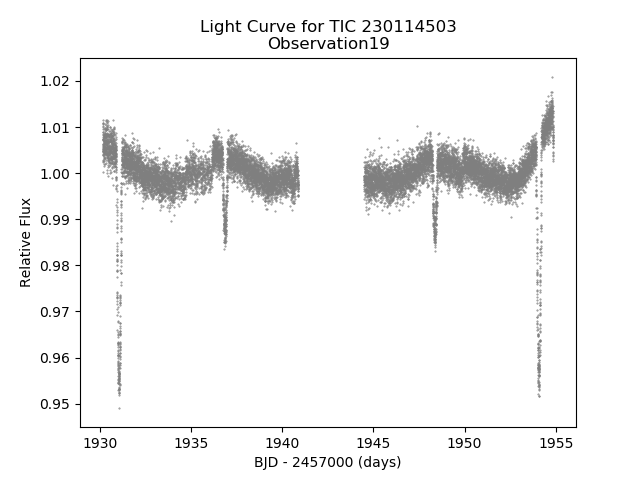 Light Curve for TIC 230114503
Observation19
1.02
1.01
1.00
0.99
0.98
0.97
0.96
0.95
Relative Flux
1930 1935 1940 1945 1950 1955
BJD - 2457000 (days)